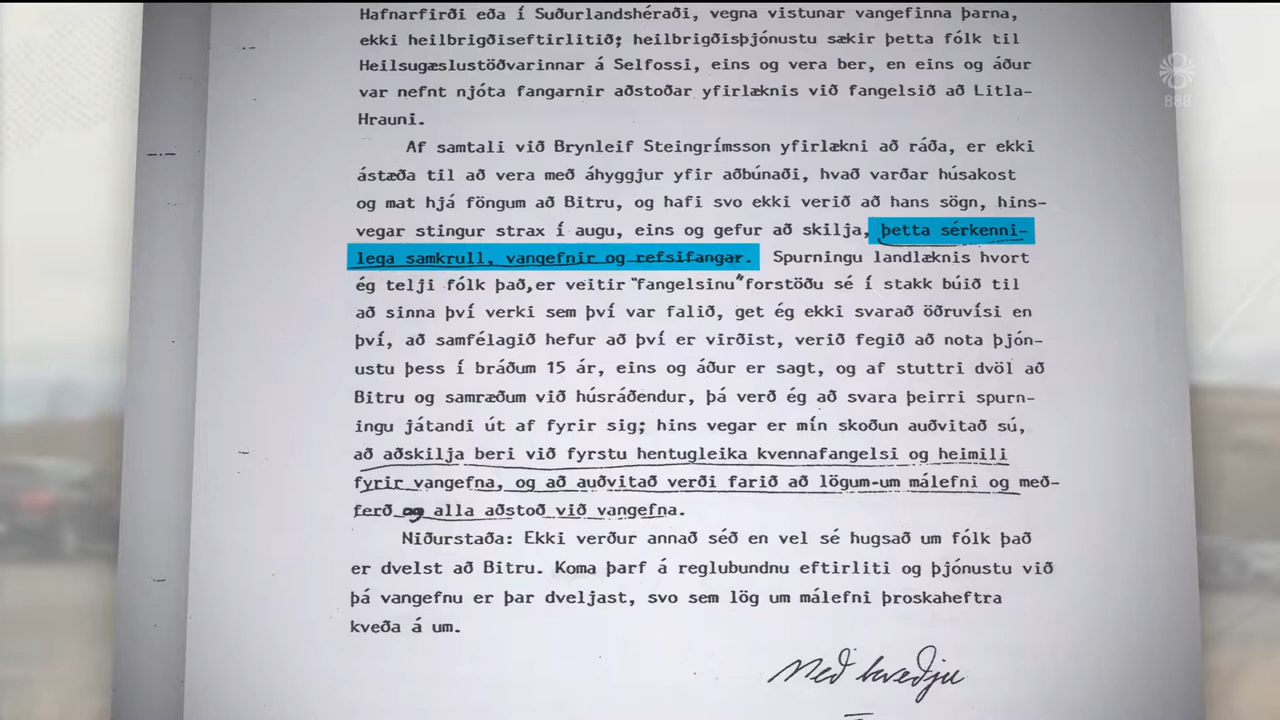 Hafnarfirði eða í Suðurlandshéraði, vegna vistunar vangefinna þarna,
ekki heilbrigðiseftirlitið; heilbrigðisþjónustu sækir þetta fólk til
Heilsugæslustöðvarinnar á Selfossi, eins og vera ber, en eins og áður
var nefnt njóta fangarnir aðstoðar yfirlæknis við fangelsið að Litla-
Hrauni.
888
Af samtali við Brynleif Steingrímsson yfirlækni að ráða, er ekki
ástæða til að vera með áhyggjur yfir aðbúnaði, hvað varðar húsakost
og mat hjá föngum að Bitru, og hafi svo ekki verið að hans sögn, hins-
vegar stingur strax í augu, eins og gefur að skilja, þetta sérkenni-
lega samkrull, vangefnir og refsifangar. Spurningu landlæknis hvort
ég telji fólk það,er veitir "fangelsinu"forstöðu sé í stakk búið til
að sinna því verki sem því var falið, get ég ekki svarað öðruvísi en
því, að samfélagið hefur að því er virðist, verið fegið að nota þjón-
ustu þess í bráðum 15 ár, eins og áður er sagt, og af stuttri dvöl að
Bitru og samræðum við húsráðendur, þá verð ég að svara þeirri spurn-
ingu játandi út af fyrir sig; hins vegar er mín skoðun auðvitað sú,
að aðskilja beri við fyrstu hentugleika kvennafangelsi og heimili
fyrir vangefna, og að auðvitað verði farið að lögum-um málefni og með-
ferð og alla aðstoð við vangefna.
Niðurstaða: Ekki verður annað séð en vel sé hugsað um fólk það
er dvelst að Bitru. Koma þarf á reglubundnu eftirliti og þjónustu við
þá vangefnu er þar dveljast, svo sem lög um málefni þroskaheftra
kveða á um.
Með kveðju